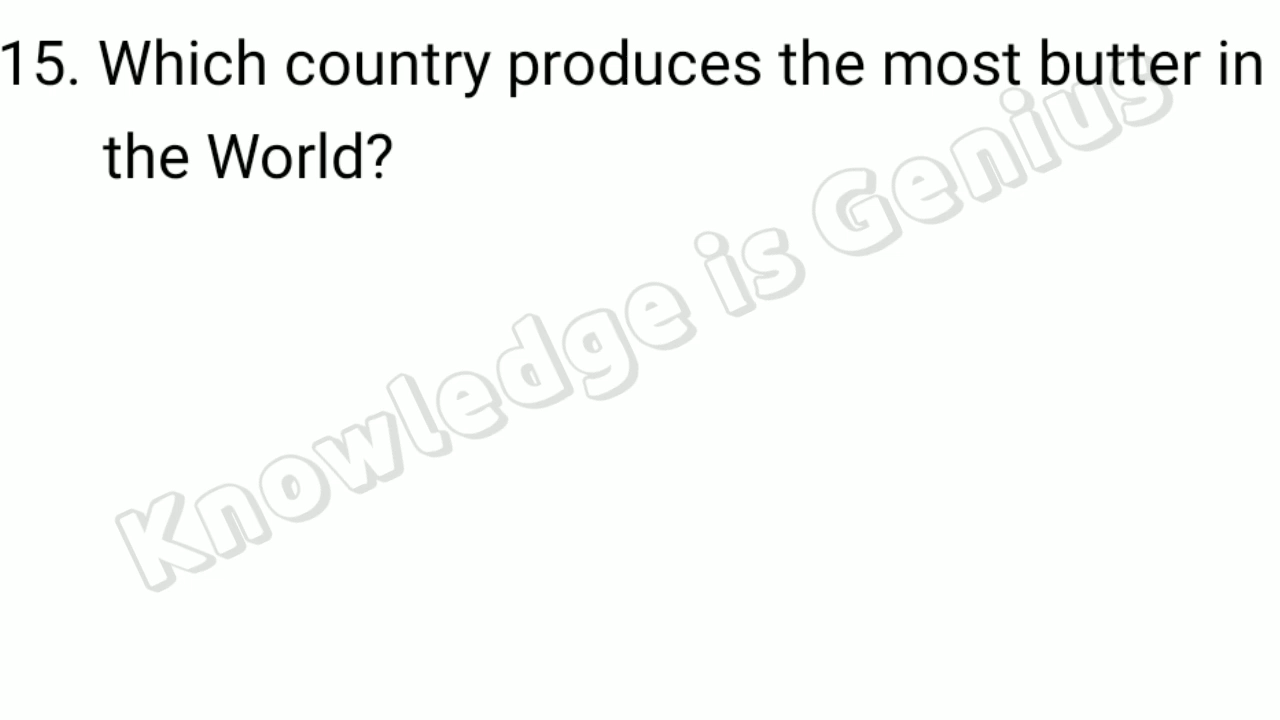 15. Which country produces the most butter in
the World?
Knowledge is Genius